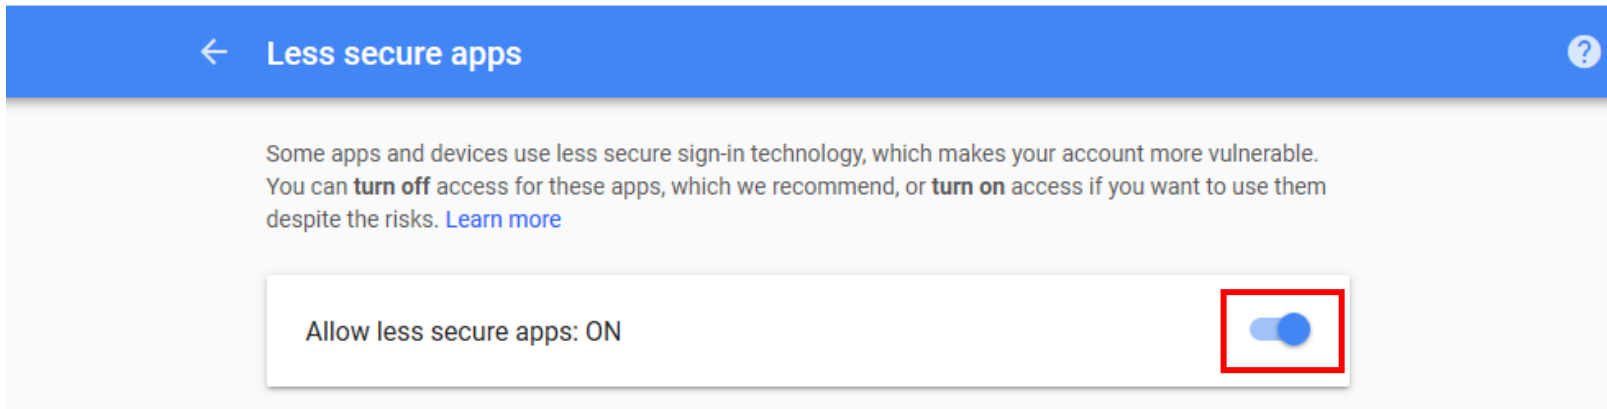 Less secure apps
?
Some apps and devices use less secure sign-in technology, which makes your account more vulnerable.
You can turn off access for these apps, which we recommend, or turn on access if you want to use them
despite the risks. Learn more
Allow less secure apps: ON